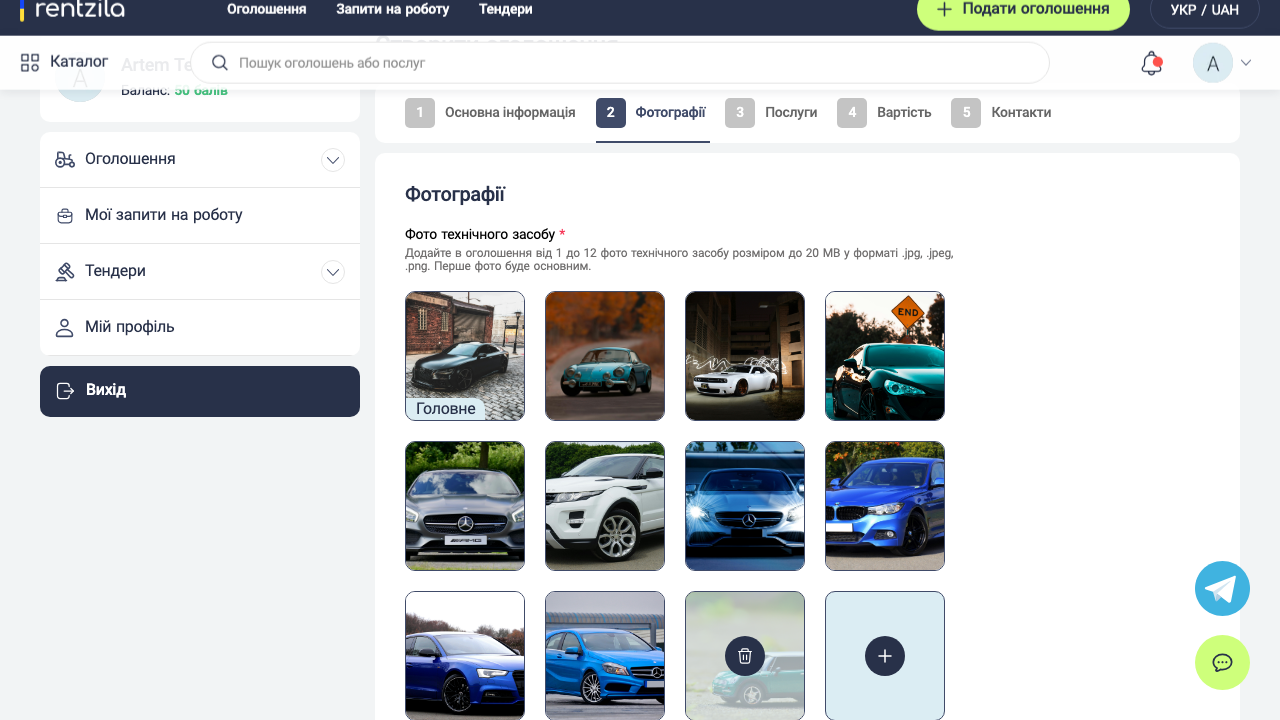 rentzila
Оголошення
Запити на роботу
Тендери
Подати оголошення
УКР / UAH
Створити оголошення
Каталог
Пошук оголошень або послуг
A
A
Artem Te
Баланс: 50 балів
1 Основна інформація
2 Фотографії
3 Послуги
4 Вартість
5 Контакти
Оголошення
Мої запити на роботу
Тендери
Мій профіль
Вихід
Фотографії
Фото технічного засобу *
Додайте в оголошення від 1 до 12 фото технічного засобу розміром до 20 MB у форматі .jpg, .jpeg,
.png. Перше фото буде основним.
END
Головне
AMG